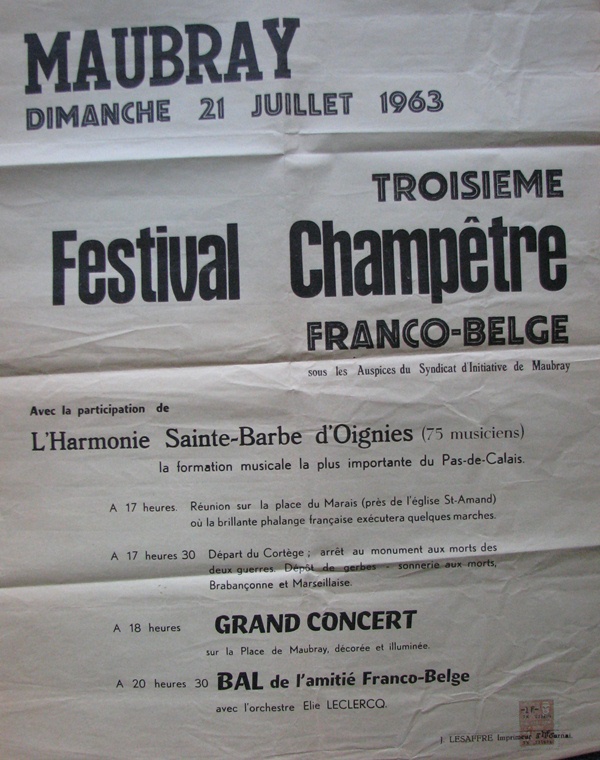 MAUBRAY
DIMANCHE 21 JUILLET 1963
TROISIEME
Festival Champêtre
FRANCO-BELGE
sous les Auspices du Syndicat d'Initiative de Maubray
Avec la participation de
L'Harmonie Sainte-Barbe d'Oignies (75 musiciens)
la formation musicale la plus importante du Pas-de-Calais.
A 17 heures. Réunion sur la place du Marais (près de l'église St-Amand)
où la brillante phalange française exécutera quelques marches.
A 17 heures 30 Départ du Cortège ; arrêt au monument aux morts des
deux guerres. Dépôt de gerbes - sonnerie aux morts,
Brabançonne et Marseillaise.
A 18 heures GRAND CONCERT
sur la Place de Maubray, décorée et illuminée.
A 20 heures 30 BAL de l'amitié Franco-Belge
avec l'orchestre Elie LECLERCQ.
J. LESAFFRE Imprimeur